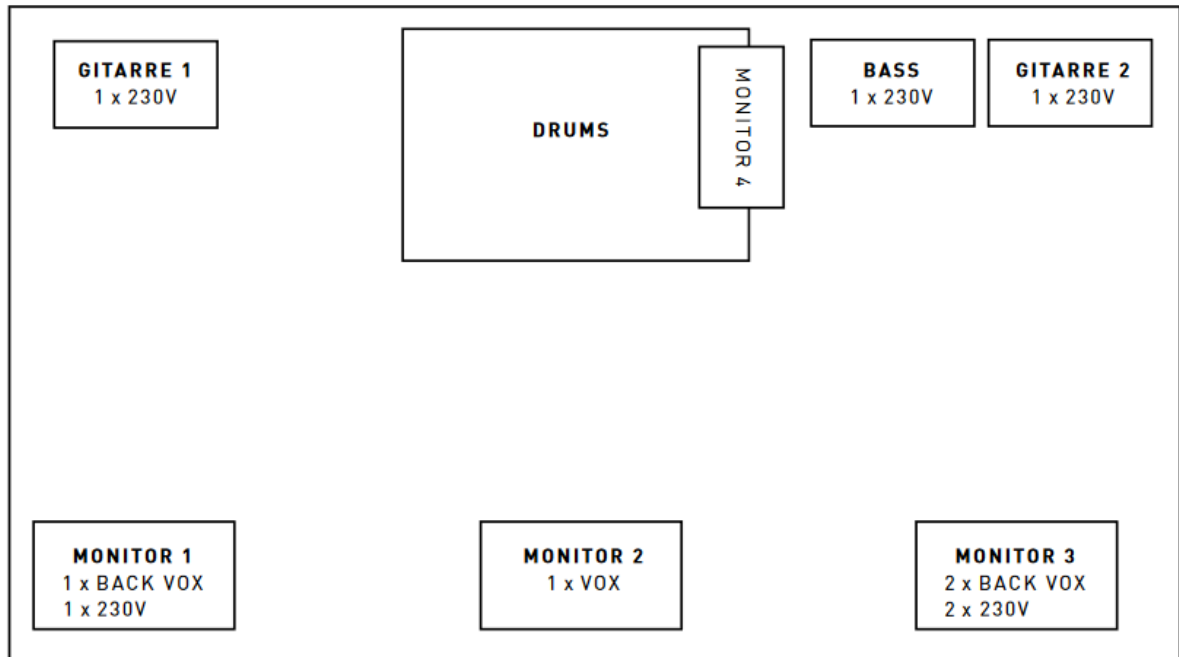 GITARRE 1
1 x 230V
DRUMS
MONITOR 4
BASS
1 x 230V
GITARRE 2
1 x 230V
MONITOR 1
1 x BACK VOX
1 x 230V
MONITOR 2
1 x VOX
MONITOR 3
2 x BACK VOX
2 x 230V